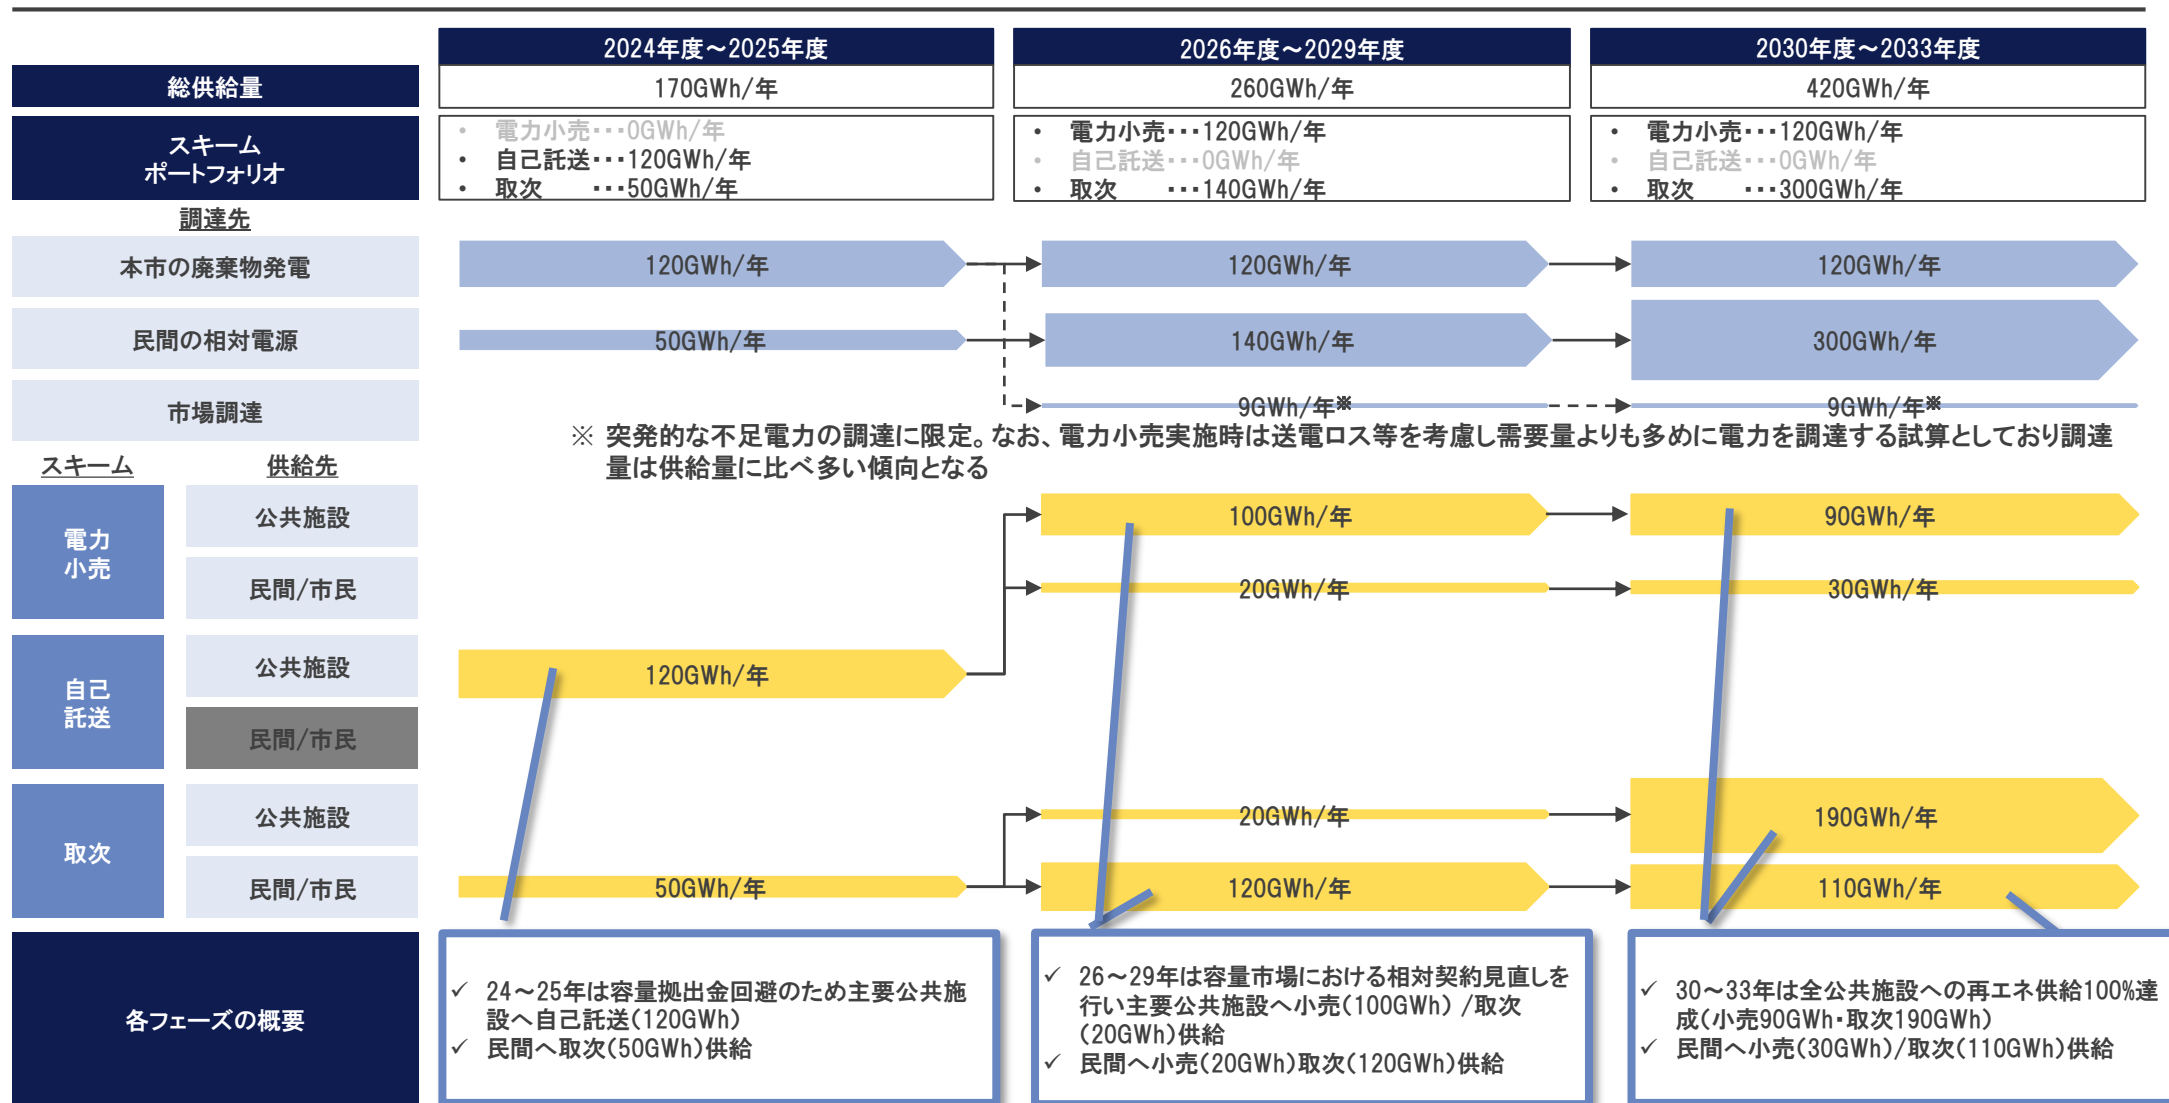 2024年度～2025年度
2026年度～2029年度
2030年度～2033年度
総供給量
170GWh/年
260GWh/年
420GWh/年
スキーム
ポートフォリオ
• 電力小売･･･0GWh/年
• 自己託送･･･120GWh/年
• 取次　　･･･50GWh/年
• 電力小売･･･120GWh/年
• 自己託送･･･0GWh/年
• 取次　　･･･140GWh/年
• 電力小売･･･120GWh/年
• 自己託送･･･0GWh/年
• 取次　　･･･300GWh/年
調達先
本市の廃棄物発電
120GWh/年
120GWh/年
120GWh/年
民間の相対電源
50GWh/年
140GWh/年
300GWh/年
市場調達
9GWh/年※
9GWh/年※
※ 突発的な不足電力の調達に限定。なお、電力小売実施時は送電ロス等を考慮し需要量よりも多めに電力を調達する試算としており調達
量は供給量に比べ多い傾向となる
スキーム
供給先
電力
小売
公共施設
100GWh/年
90GWh/年
民間/市民
20GWh/年
30GWh/年
自己
託送
公共施設
120GWh/年
民間/市民
取次
公共施設
20GWh/年
190GWh/年
民間/市民
50GWh/年
120GWh/年
110GWh/年
各フェーズの概要
✓ 24～25年は容量拠出金回避のため主要公共施
設へ自己託送(120GWh)
✓ 民間へ取次(50GWh)供給
✓ 26～29年は容量市場における相対契約見直しを
行い主要公共施設へ小売(100GWh) /取次
(20GWh)供給
✓ 民間へ小売(20GWh)取次(120GWh)供給
✓ 30～33年は全公共施設への再エネ供給100%達
成(小売90GWh・取次190GWh)
✓ 民間へ小売(30GWh)/取次(110GWh)供給